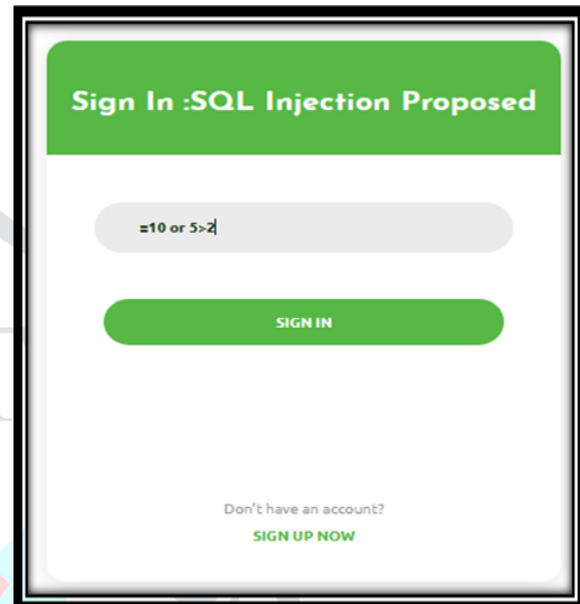 Sign In :SQL Injection Proposed
=10 or 5>2
SIGN IN
Don't have an account?
SIGN UP NOW